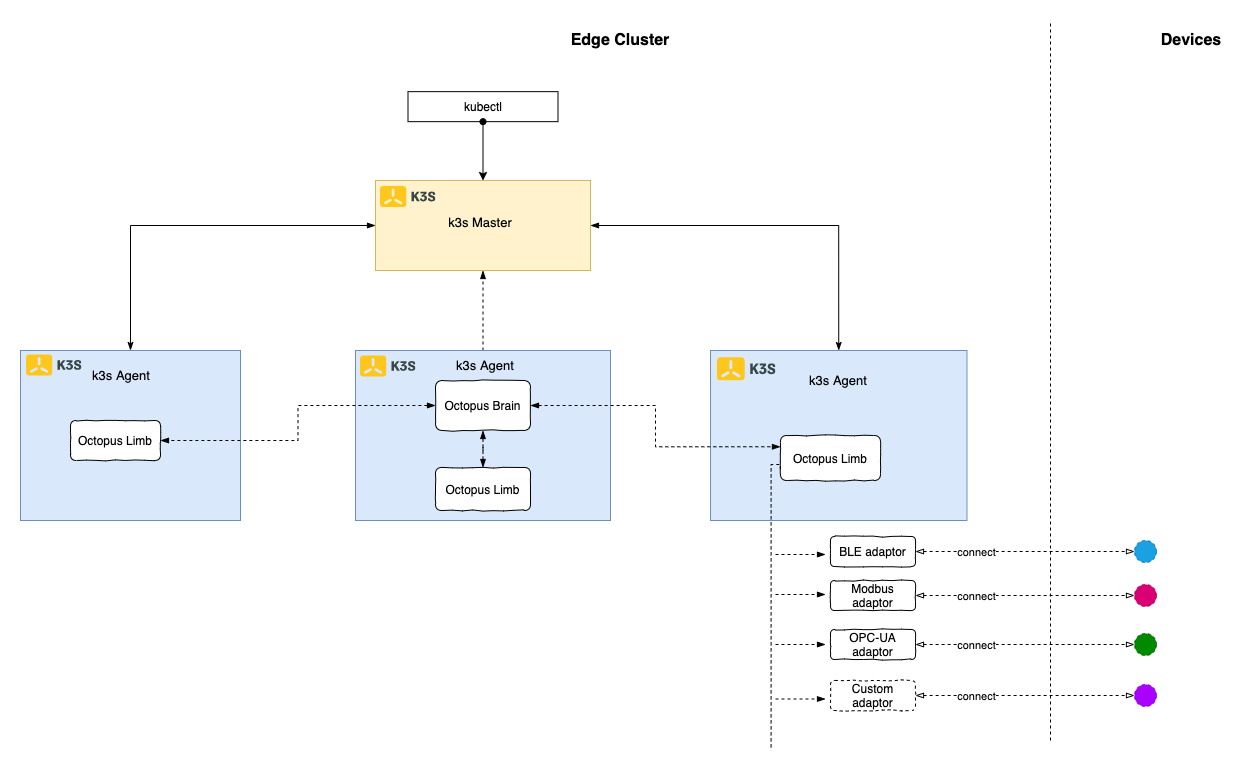 Edge Cluster
Devices
kubectl
K3S
k3s Master
K3S
k3s Agent
Octopus Limb
K3S
k3s Agent
Octopus Brain
Octopus Limb
K3S
k3s Agent
Octopus Limb
BLE adaptor
connect
Modbus
adaptor
connect
OPC-UA
adaptor
connect
Custom
adaptor
connect